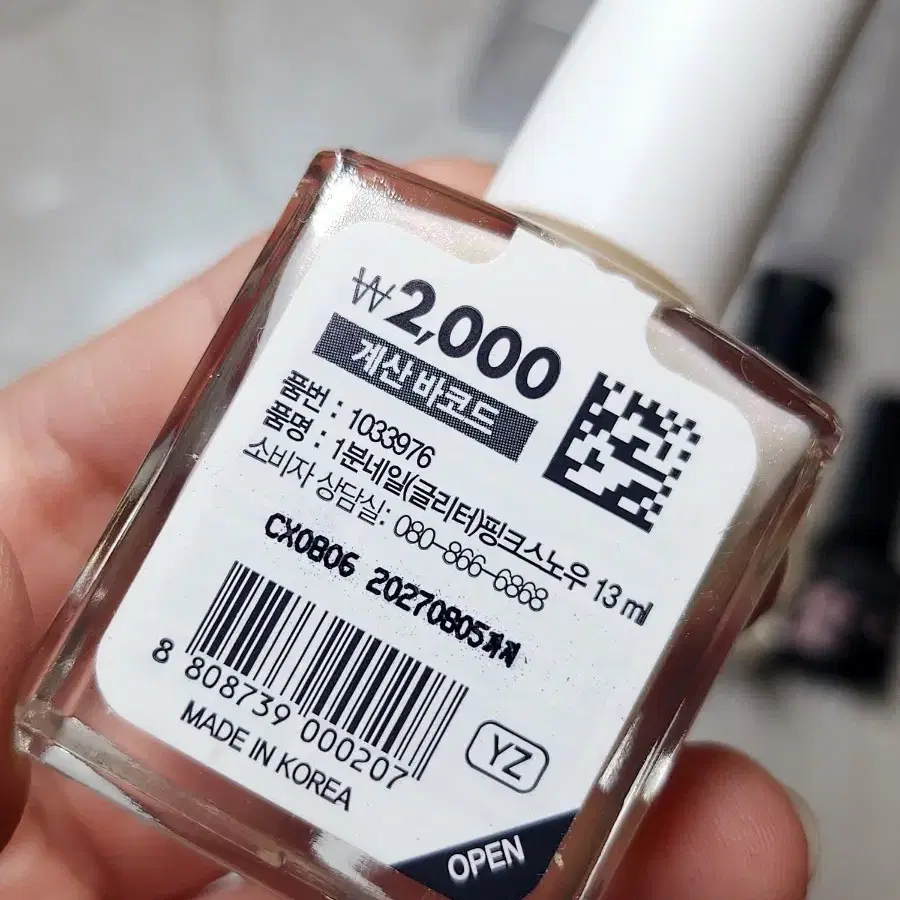 ₩2,000
계산 바코드
품번 : 1033976
품명 : 1분네일(글리터)핑크스노우 13 ml
소비자 상담실: 080-866-6868
CX0806 20270805까지
8 808739 000207
MADE IN KOREA
YZ
OPEN